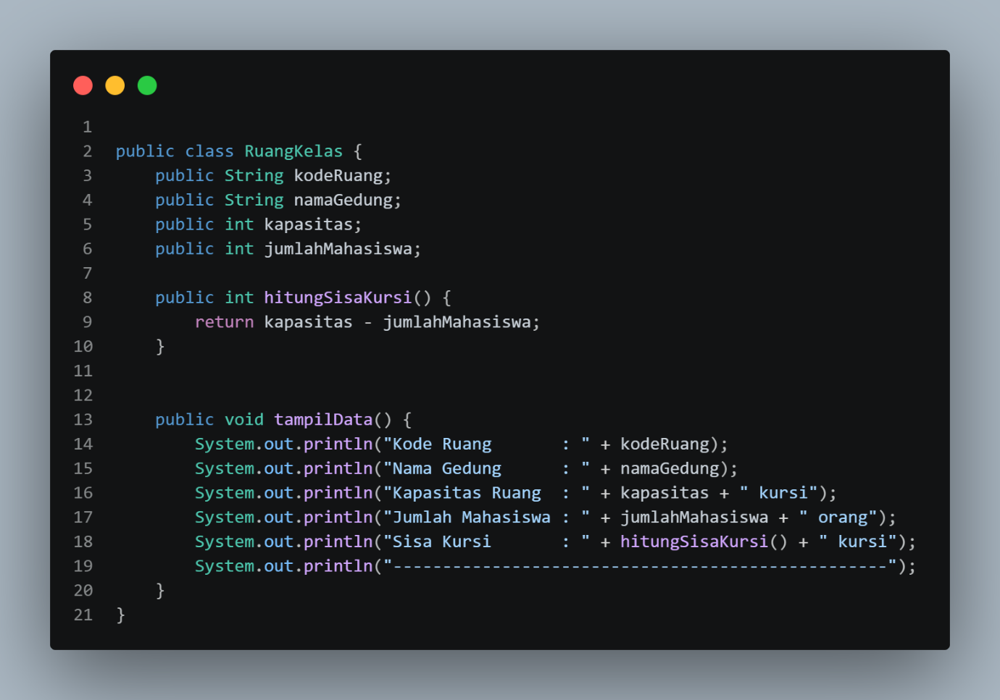 1
2 public class RuangKelas {
3     public String kodeRuang;
4     public String namaGedung;
5     public int kapasitas;
6     public int jumlahMahasiswa;
7
8     public int hitungSisaKursi() {
9         return kapasitas - jumlahMahasiswa;
10     }
11
12
13     public void tampilData() {
14         System.out.println("Kode Ruang       : " + kodeRuang);
15         System.out.println("Nama Gedung      : " + namaGedung);
16         System.out.println("Kapasitas Ruang  : " + kapasitas + " kursi");
17         System.out.println("Jumlah Mahasiswa : " + jumlahMahasiswa + " orang");
18         System.out.println("Sisa Kursi       : " + hitungSisaKursi() + " kursi");
19         System.out.println("--------------------------------------------------");
20     }
21 }